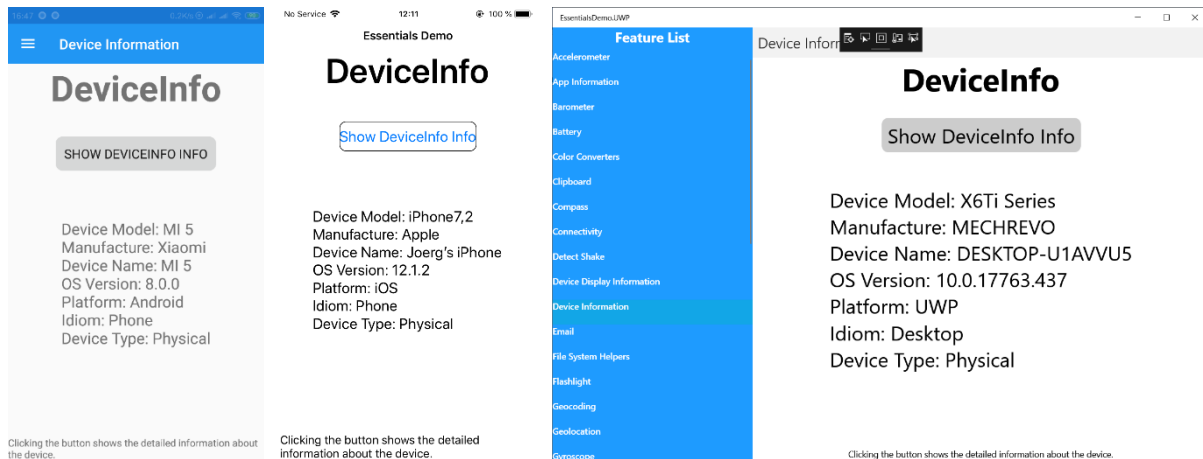 16:47
Device Information
DeviceInfo
SHOW DEVICEINFO INFO
Device Model: MI 5
Manufacture: Xiaomi
Device Name: MI 5
OS Version: 8.0.0
Platform: Android
Idiom: Phone
Device Type: Physical
Clicking the button shows the detailed information about
the device.
No Service 12:11 100 %
Essentials Demo
DeviceInfo
Show DeviceInfo Info
Device Model: iPhone7,2
Manufacture: Apple
Device Name: Joerg's iPhone
OS Version: 12.1.2
Platform: iOS
Idiom: Phone
Device Type: Physical
Clicking the button shows the detailed
information about the device.
EssentialsDemo.UWP
Feature List
Accelerometer
App Information
Barometer
Battery
Color Converters
Clipboard
Compass
Connectivity
Detect Shake
Device Display Information
Device Information
Email
File System Helpers
Flashlight
Geocoding
Geolocation
Gyroscope
Device Inform
DeviceInfo
Show DeviceInfo Info
Device Model: X6Ti Series
Manufacture: MECHREVO
Device Name: DESKTOP-U1AVVU5
OS Version: 10.0.17763.437
Platform: UWP
Idiom: Desktop
Device Type: Physical
Clicking the button shows the detailed information about the device.